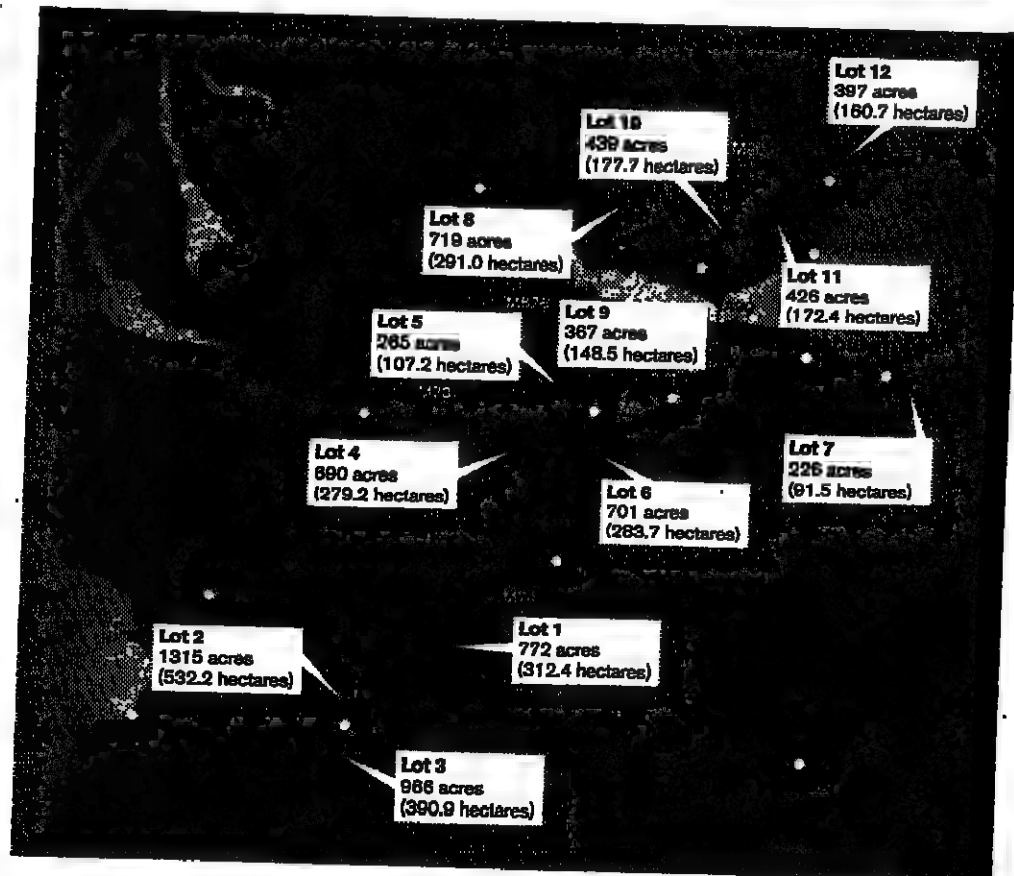 Lot 12
397 acres
(160.7 hectares)
Lot 10
439 acres
(177.7 hectares)
Lot 8
719 acres
(291.0 hectares)
Lot 11
426 acres
(172.4 hectares)
Lot 9
367 acres
(148.5 hectares)
Lot 5
265 acres
(107.2 hectares)
Lot 4
690 acres
(279.2 hectares)
Lot 7
226 acres
(91.5 hectares)
Lot 6
701 acres
(283.7 hectares)
Lot 1
772 acres
(312.4 hectares)
Lot 2
1315 acres
(532.2 hectares)
Lot 3
966 acres
(390.9 hectares)